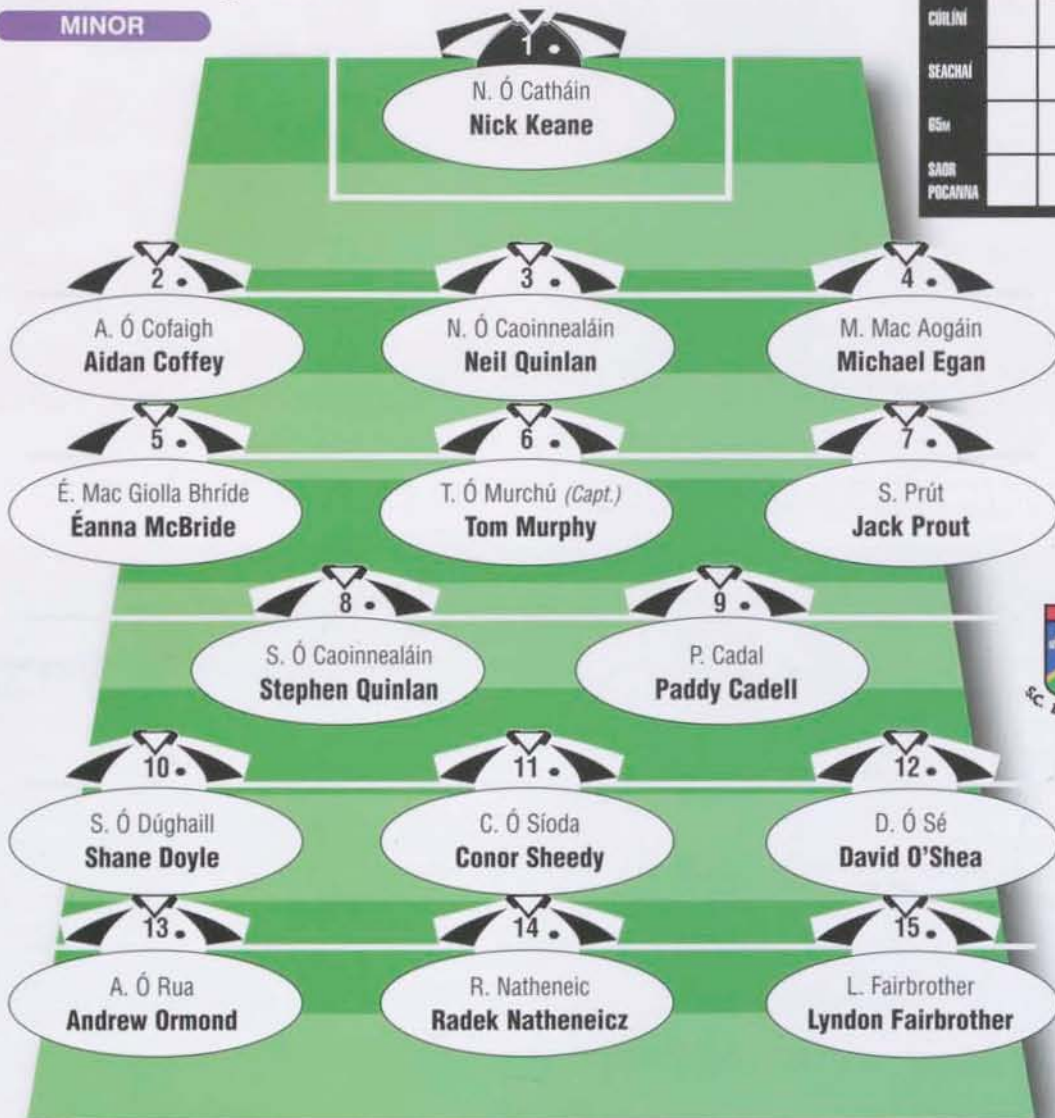 MINOR
CÚILÍNÍ
SEACHAÍ
65M
SAOR
POCANNA
1
N. Ó Catháin
Nick Keane
2
A. Ó Cofaigh
Aidan Coffey
3
N. Ó Caoinnealáin
Neil Quinlan
4
M. Mac Aogáin
Michael Egan
5
É. Mac Giolla Bhríde
Éanna McBride
6
T. Ó Murchú (Capt.)
Tom Murphy
7
S. Prút
Jack Prout
8
S. Ó Caoinnealáin
Stephen Quinlan
9
P. Cadal
Paddy Cadell
S.C.
10
S. Ó Dúghaill
Shane Doyle
11
C. Ó Síoda
Conor Sheedy
12
D. Ó Sé
David O'Shea
13
A. Ó Rua
Andrew Ormond
14
R. Natheneic
Radek Natheneicz
15
L. Fairbrother
Lyndon Fairbrother